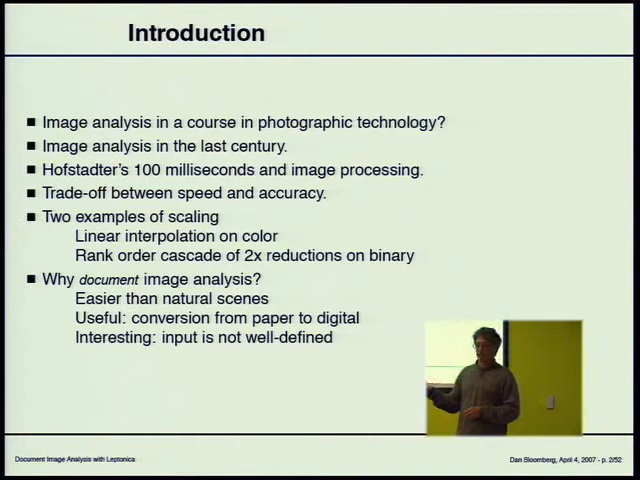 Introduction
Image analysis in a course in photographic technology?
Image analysis in the last century.
Hofstadter's 100 milliseconds and image processing.
Trade-off between speed and accuracy.
Two examples of scaling
Linear interpolation on color
Rank order cascade of 2x reductions on binary
Why document image analysis?
Easier than natural scenes
Useful: conversion from paper to digital
Interesting: input is not well-defined
Document Image Analysis with Leptonica
Dan Bloomberg, April 4, 2007 - p. 2/52